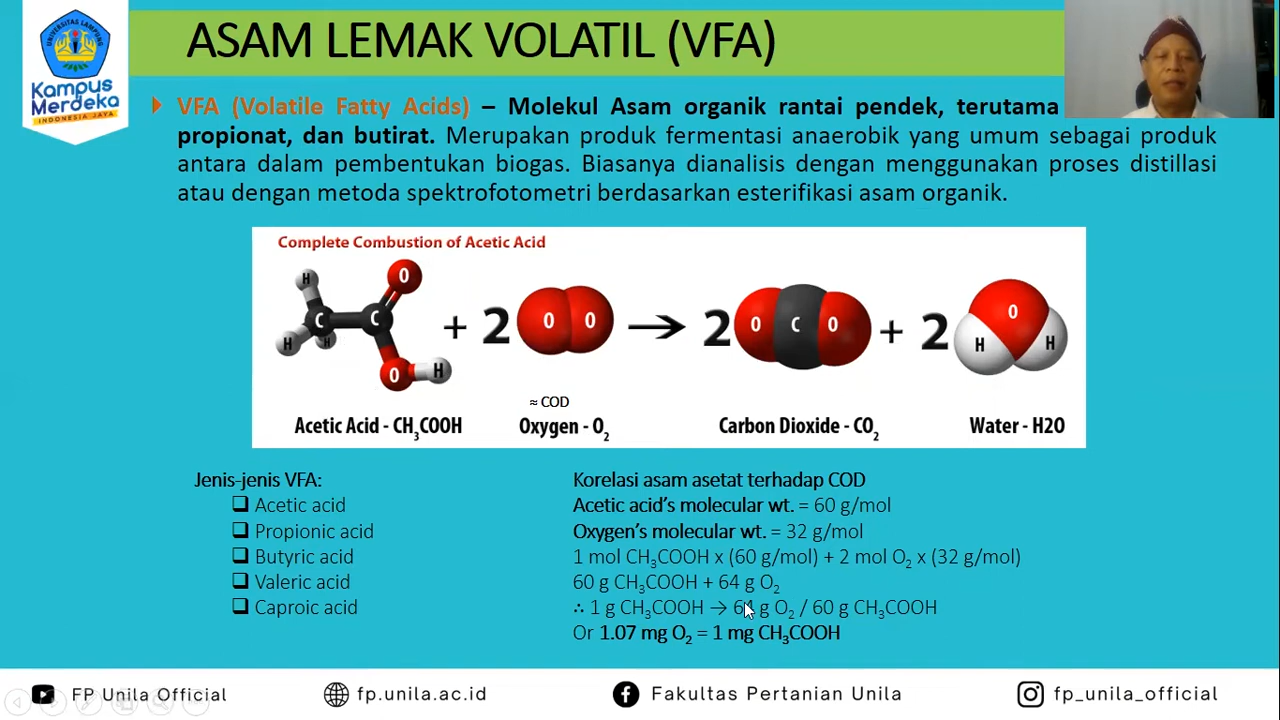 UNIVERSITAS LAMPUNG
Kampus
Merdeka
INDONESIA JAYA
ASAM LEMAK VOLATIL (VFA)
VFA (Volatile Fatty Acids) – Molekul Asam organik rantai pendek, terutama
propionat, dan butirat. Merupakan produk fermentasi anaerobik yang umum sebagai produk
antara dalam pembentukan biogas. Biasanya dianalisis dengan menggunakan proses distillasi
atau dengan metoda spektrofotometri berdasarkan esterifikasi asam organik.
Complete Combustion of Acetic Acid
H H H C C O O H + 2 O O → 2 O C O + 2 H O H
≈ COD
Acetic Acid - CH₃COOH Oxygen - O₂ Carbon Dioxide - CO₂ Water - H2O
Jenis-jenis VFA:
Acetic acid
Propionic acid
Butyric acid
Valeric acid
Caproic acid
Korelasi asam asetat terhadap COD
Acetic acid's molecular wt. = 60 g/mol
Oxygen's molecular wt. = 32 g/mol
1 mol CH₃COOH x (60 g/mol) + 2 mol O₂ x (32 g/mol)
60 g CH₃COOH + 64 g O₂
∴ 1 g CH₃COOH → 64 g O₂ / 60 g CH₃COOH
Or 1.07 mg O₂ = 1 mg CH₃COOH
FP Unila Official fp.unila.ac.id Fakultas Pertanian Unila fp_unila_official